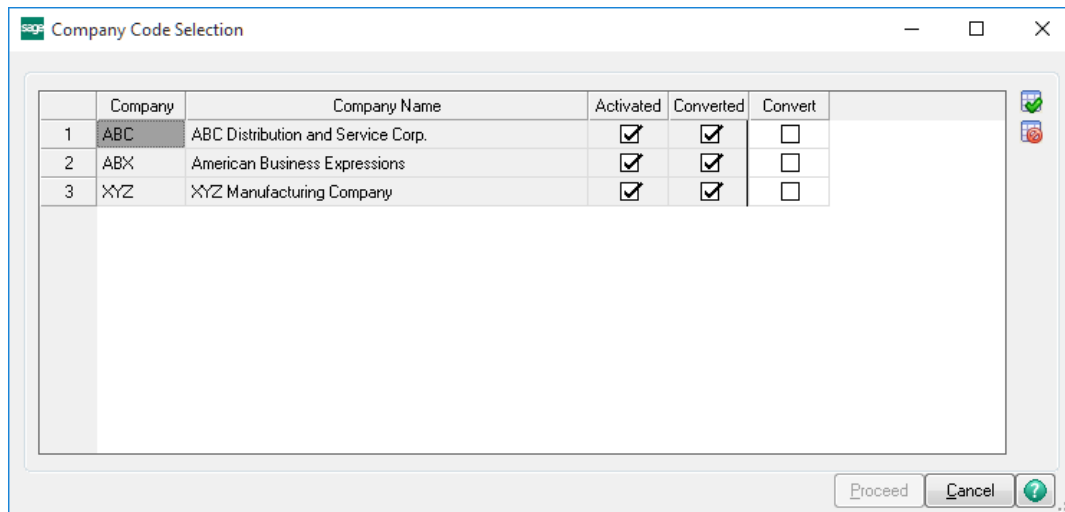 sage Company Code Selection
Company Company Name Activated Converted Convert
1 ABC ABC Distribution and Service Corp.
2 ABX American Business Expressions
3 XYZ XYZ Manufacturing Company
Proceed Cancel ?